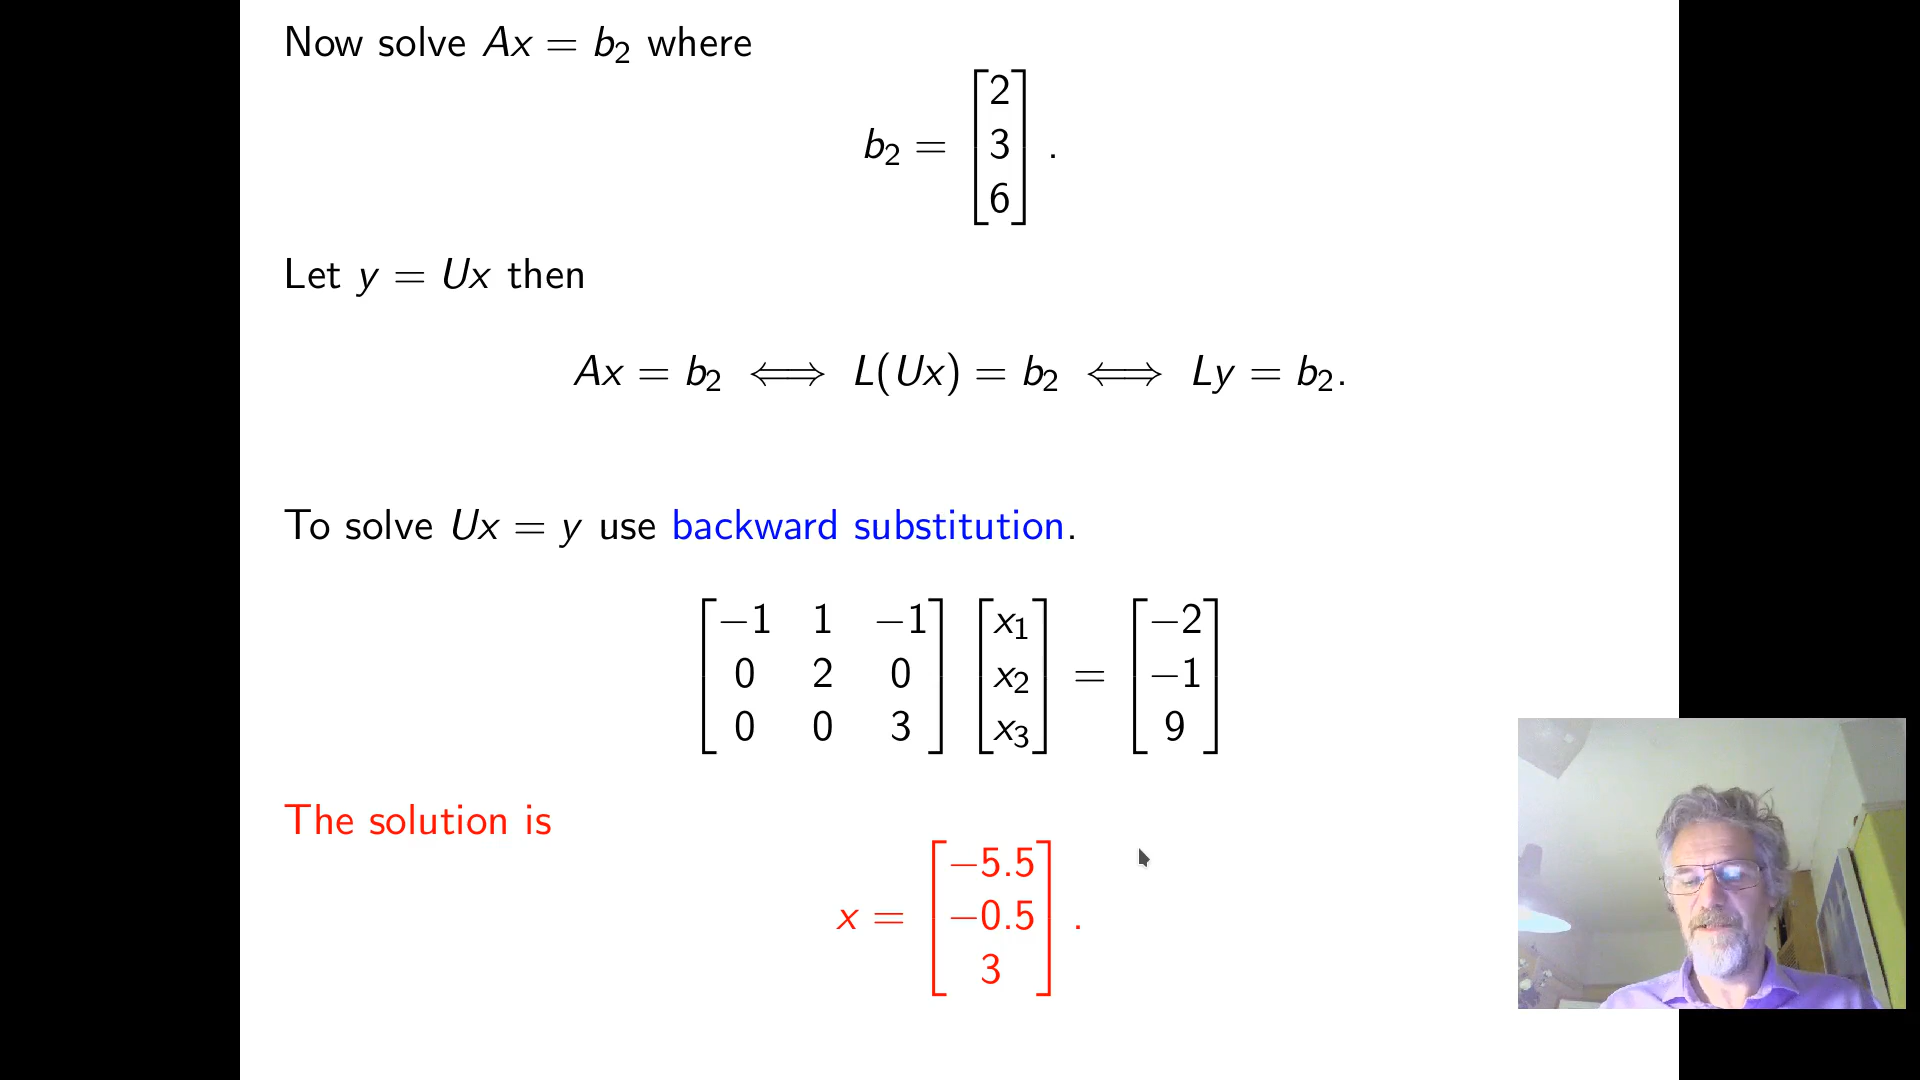 Now solve Ax = b₂ where
b₂ = [2 3 6] .
Let y = Ux then
Ax = b₂ ⟺ L(Ux) = b₂ ⟺ Ly = b₂.
To solve Ux = y use backward substitution.
[−1 1 −1; 0 2 0; 0 0 3] [x₁; x₂; x₃] = [−2; −1; 9]
The solution is
x = [−5.5; −0.5; 3] .